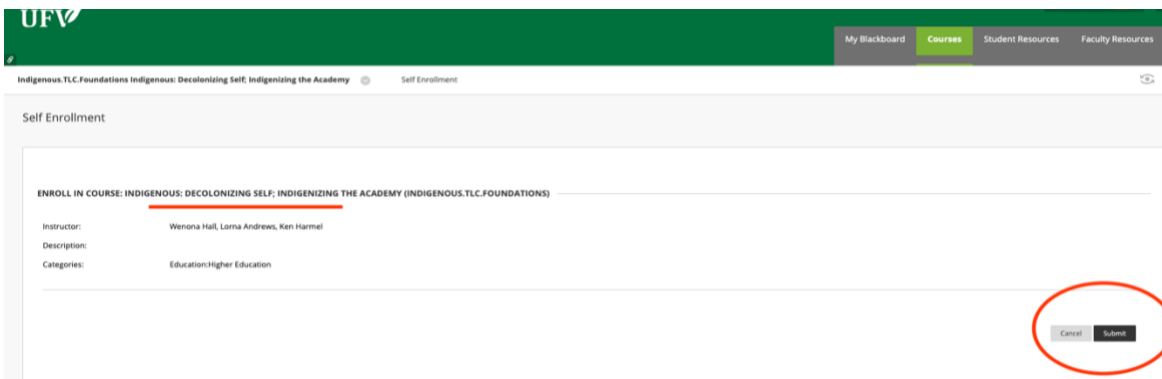 UFV
My Blackboard Courses Student Resources Faculty Resources
Indigenous.TLC.Foundations Indigenous: Decolonizing Self; Indigenizing the Academy Self Enrollment
Self Enrollment
ENROLL IN COURSE: INDIGENOUS: DECOLONIZING SELF; INDIGENIZING THE ACADEMY (INDIGENOUS.TLC.FOUNDATIONS)
Instructor: Wenona Hall, Lorna Andrews, Ken Harmel
Description:
Categories: Education:Higher Education
Cancel Submit